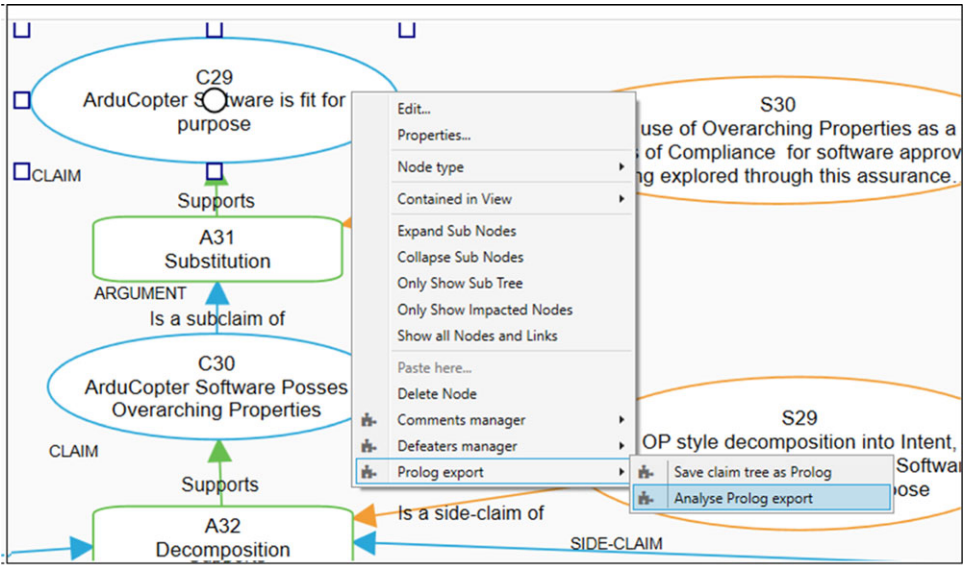 C29
ArduCopter Software is fit for
purpose
CLAIM
Supports
A31
Substitution
ARGUMENT
Is a subclaim of
C30
ArduCopter Software Posses
Overarching Properties
CLAIM
Supports
A32
Decomposition
Edit...
Properties...
Node type
Contained in View
Expand Sub Nodes
Collapse Sub Nodes
Only Show Sub Tree
Only Show Impacted Nodes
Show all Nodes and Links
Paste here...
Delete Node
Comments manager
Defeaters manager
Prolog export
Save claim tree as Prolog
Analyse Prolog export
S30
use of Overarching Properties as a
of Compliance for software approv
ng explored through this assurance.
S29
OP style decomposition into Intent,
Softwa
pose
Is a side-claim of
SIDE-CLAIM